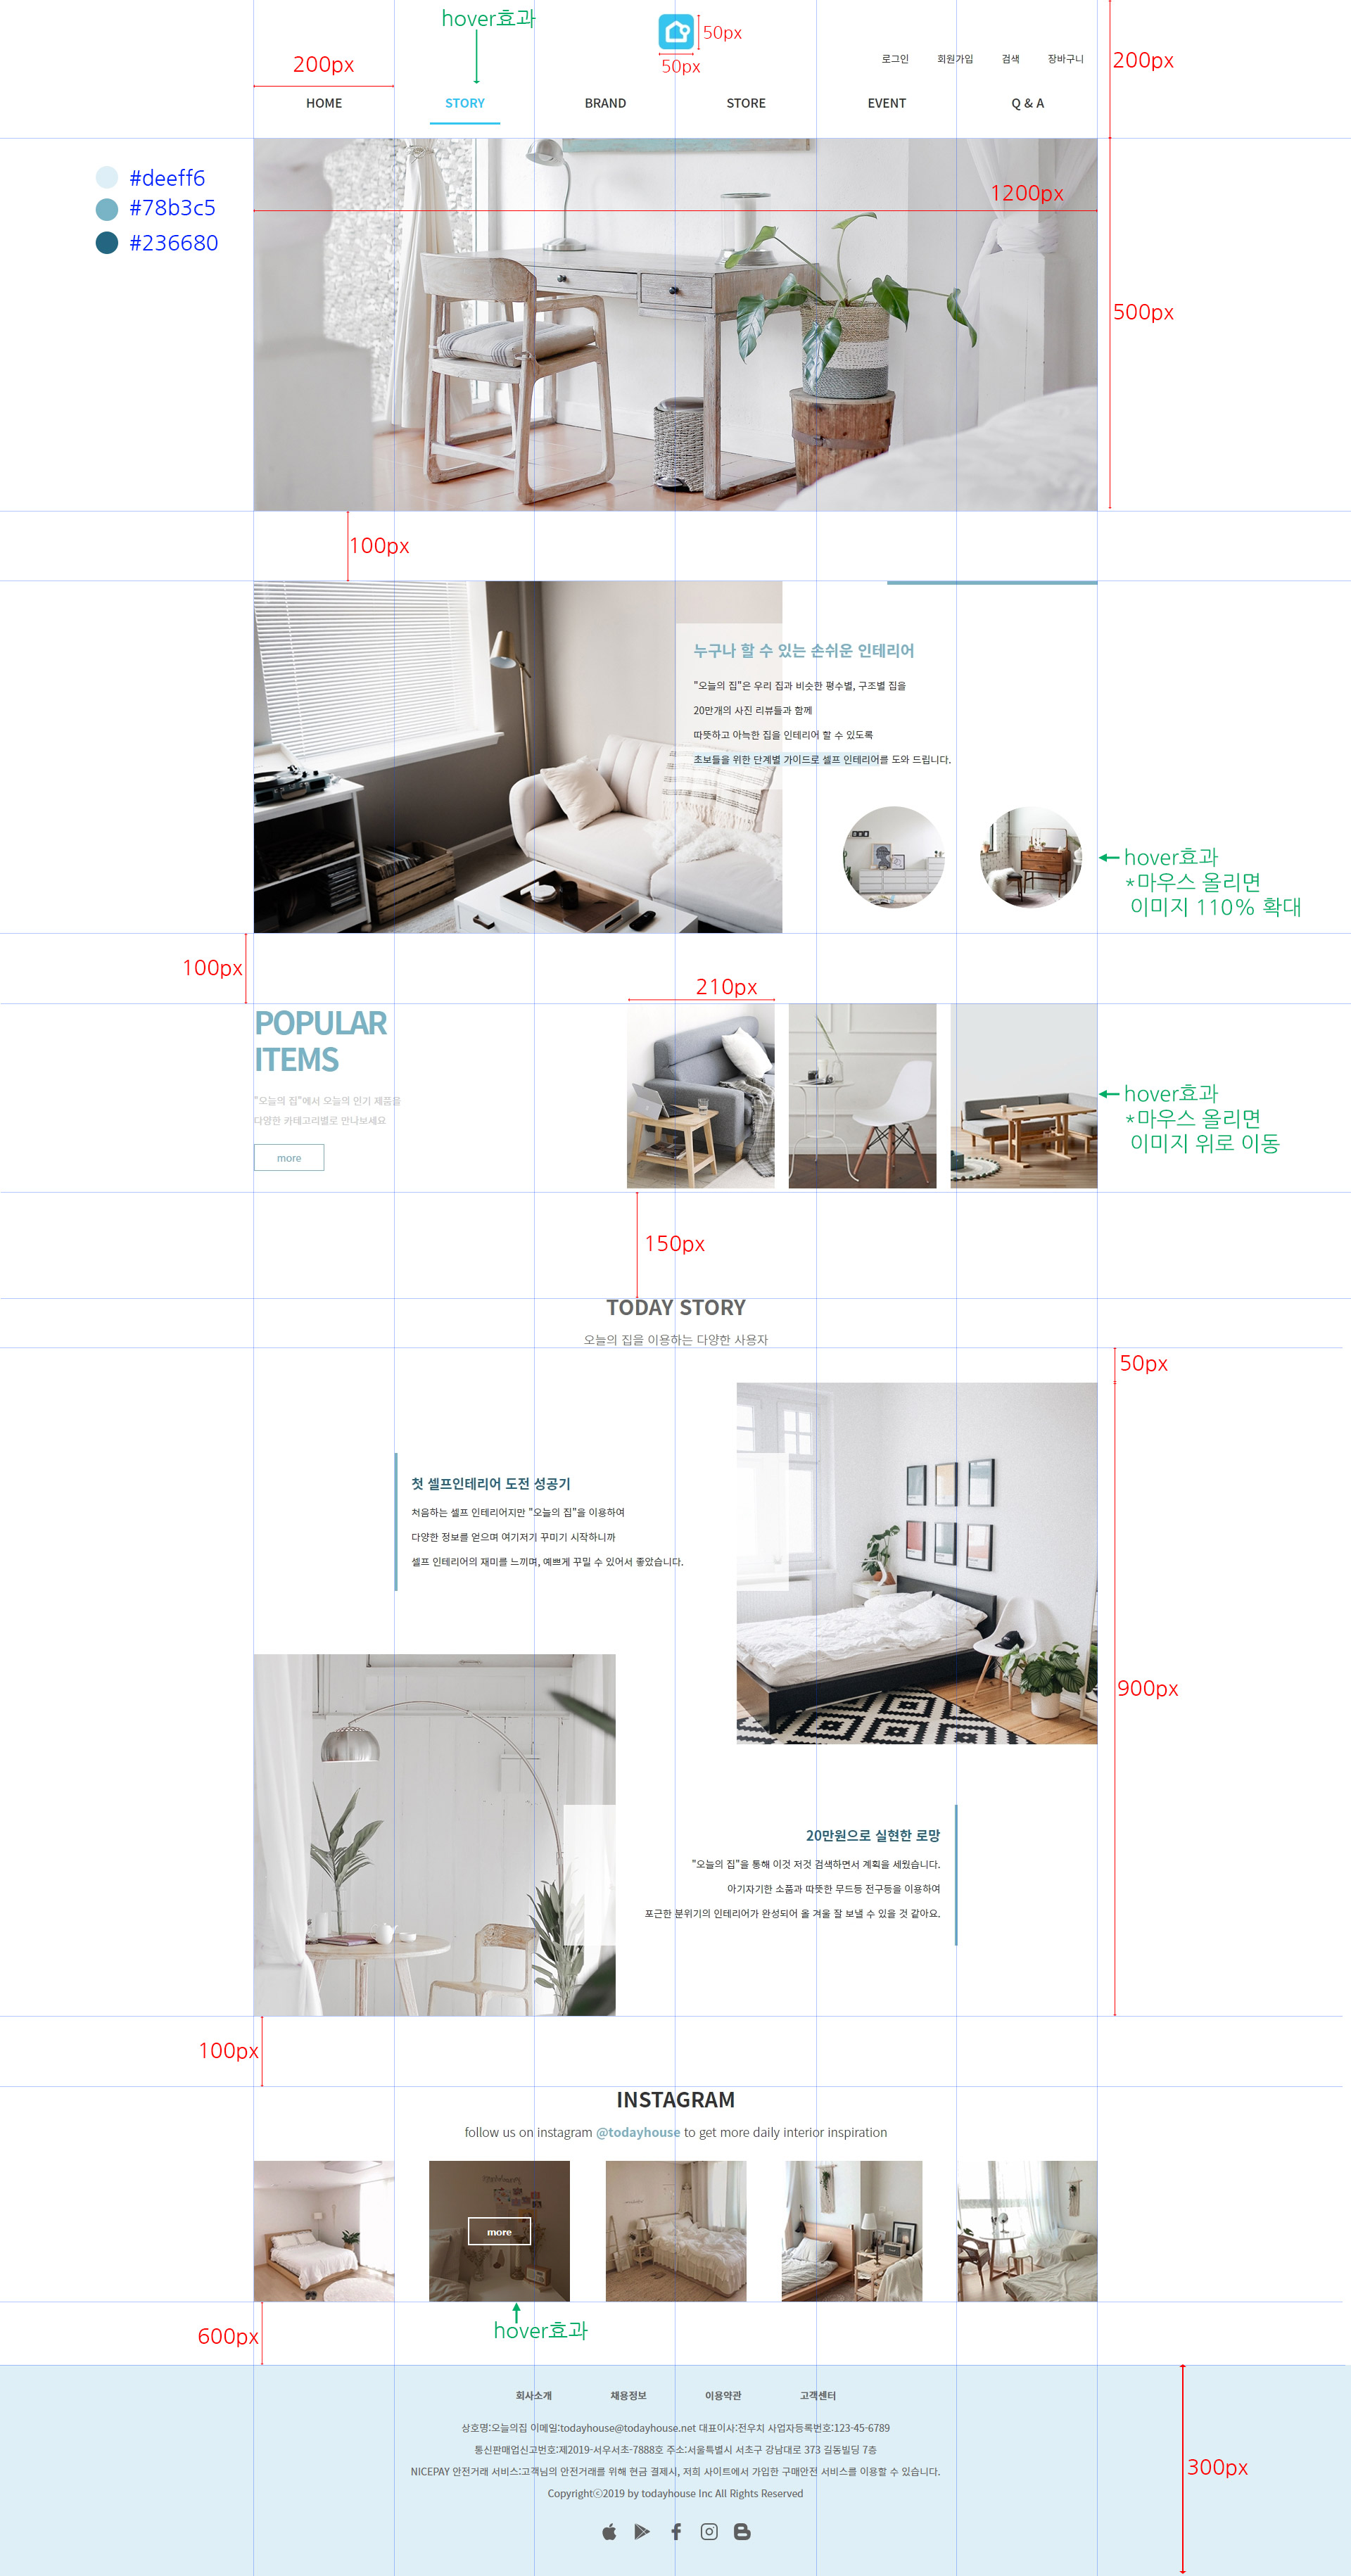 hover효과
50px
50px
200px
200px
로그인 회원가입 검색 장바구니
HOME STORY BRAND STORE EVENT Q & A
#deeff6
#78b3c5
#236680
1200px
500px
100px
누구나 할 수 있는 손쉬운 인테리어
"오늘의 집"은 우리 집과 비슷한 평수별, 구조별 집을
20만개의 사진 리뷰들과 함께
따뜻하고 아늑한 집을 인테리어 할 수 있도록
초보들을 위한 단계별 가이드로 셀프 인테리어를 도와 드립니다.
hover효과
*마우스 올리면
이미지 110% 확대
100px
210px
POPULAR
ITEMS
"오늘의 집"에서 오늘의 인기 제품을
다양한 카테고리별로 만나보세요
more
hover효과
*마우스 올리면
이미지 위로 이동
150px
TODAY STORY
오늘의 집을 이용하는 다양한 사용자
50px
첫 셀프인테리어 도전 성공기
처음하는 셀프 인테리어지만 "오늘의 집"을 이용하여
다양한 정보를 얻으며 여기저기 꾸미기 시작하니까
셀프 인테리어의 재미를 느끼며, 예쁘게 꾸밀 수 있어서 좋았습니다.
900px
20만원으로 실현한 로망
"오늘의 집"을 통해 이것 저것 검색하면서 계획을 세웠습니다.
아기자기한 소품과 따뜻한 무드등 전구등을 이용하여
포근한 분위기의 인테리어가 완성되어 올 겨울 잘 보낼 수 있을 것 같아요.
100px
INSTAGRAM
follow us on instagram @todayhouse to get more daily interior inspiration
more
hover효과
600px
회사소개 채용정보 이용약관 고객센터
상호명:오늘의집 이메일:todayhouse@todayhouse.net 대표이사:전우치 사업자등록번호:123-45-6789
통신판매업신고번호:제2019-서우서초-7888호 주소:서울특별시 서초구 강남대로 373 길동빌딩 7층
NICEPAY 안전거래 서비스:고객님의 안전거래를 위해 현금 결제시, 저희 사이트에서 가입한 구매안전 서비스를 이용할 수 있습니다.
Copyrightⓒ2019 by todayhouse Inc All Rights Reserved
300px